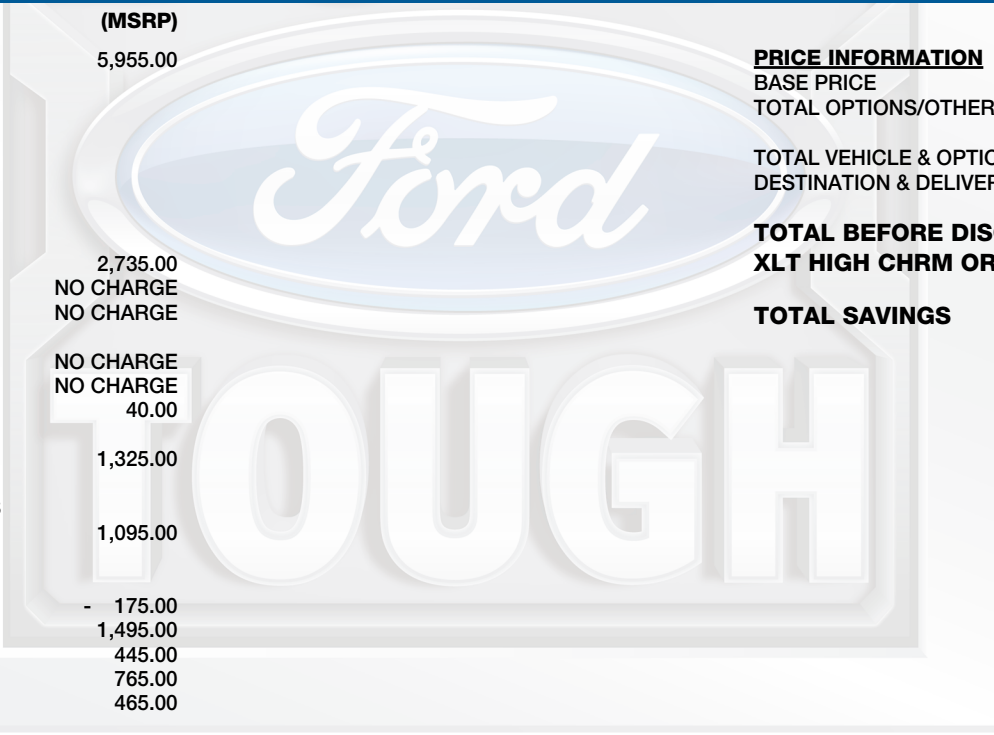 (MSRP)
5,955.00
2,735.00
NO CHARGE
NO CHARGE
NO CHARGE
NO CHARGE
40.00
1,325.00
1,095.00
- 175.00
1,495.00
445.00
765.00
465.00
PRICE INFORMATION
BASE PRICE
TOTAL OPTIONS/OTHER
TOTAL VEHICLE & OPTIO
DESTINATION & DELIVER
TOTAL BEFORE DISC
XLT HIGH CHRM OR
TOTAL SAVINGS
Ford
TOUGH